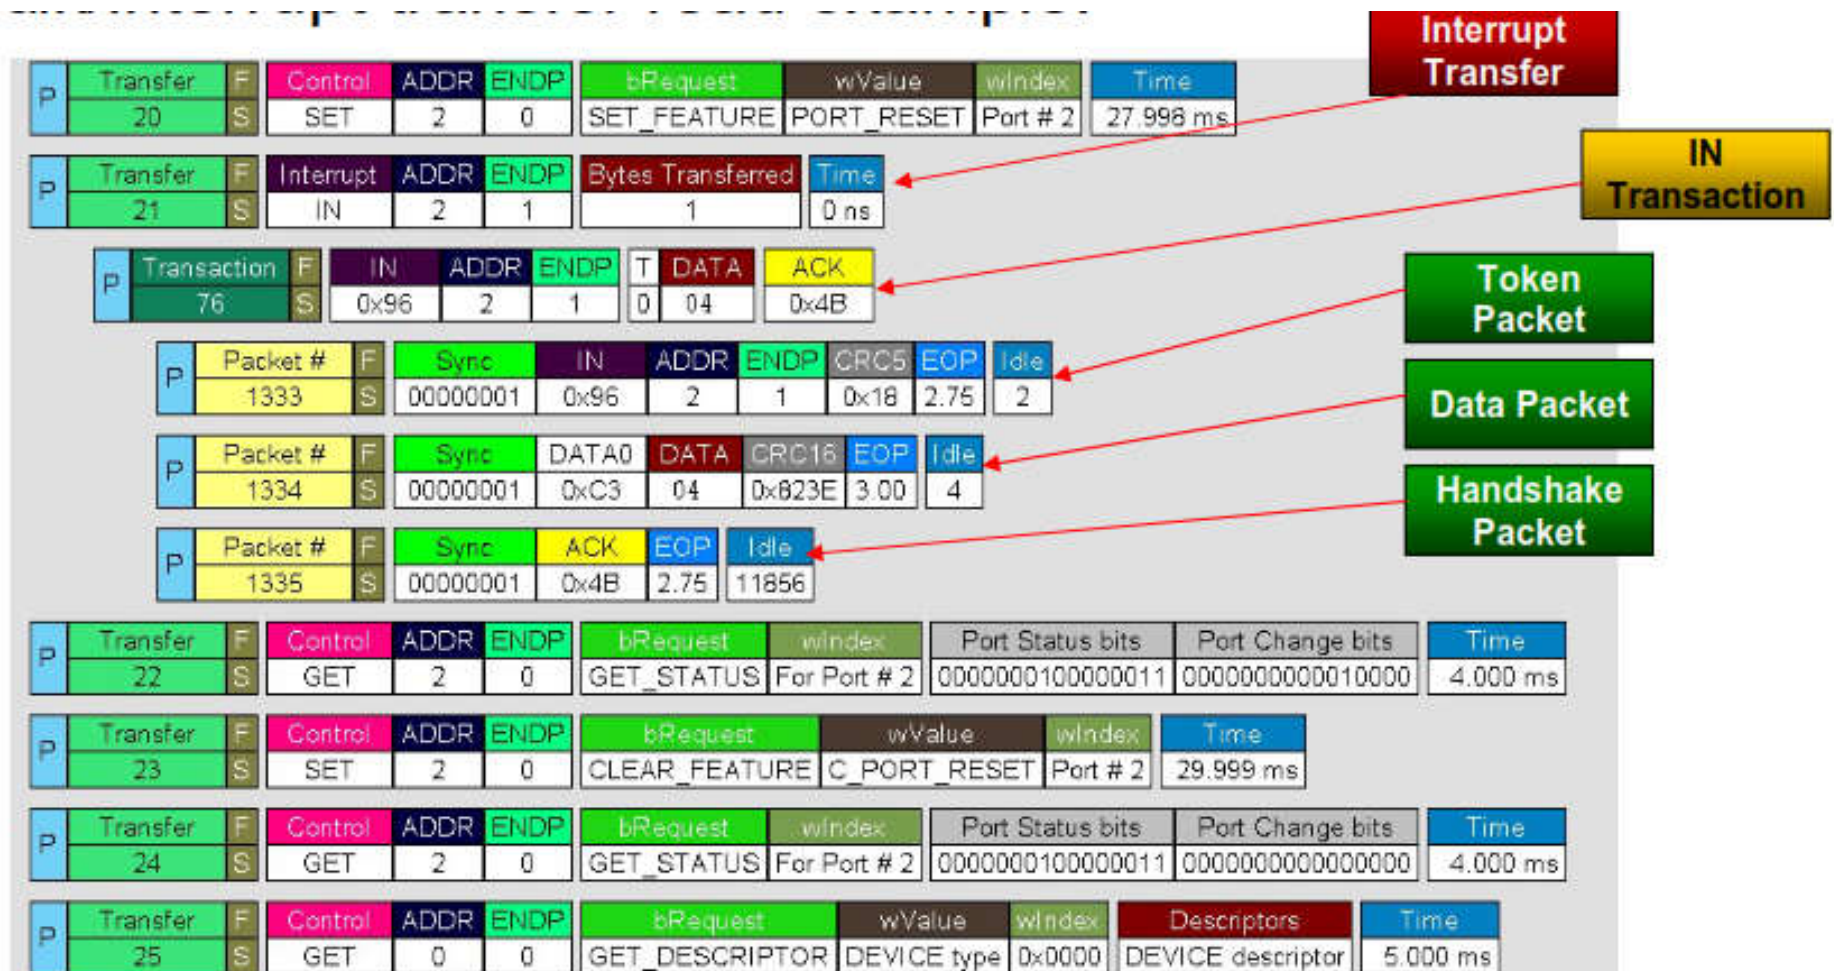 Interrupt
Transfer
IN
Transaction
Token
Packet
Data Packet
Handshake
Packet
P Transfer F Control ADDR ENDP bRequest wValue wIndex Time
20 S SET 2 0 SET_FEATURE PORT_RESET Port # 2 27.998 ms
P Transfer F Interrupt ADDR ENDP Bytes Transferred Time
21 S IN 2 1 1 0 ns
P Transaction F IN ADDR ENDP T DATA ACK
76 S 0x96 2 1 0 04 0x4B
P Packet # F Sync IN ADDR ENDP CRC5 EOP Idle
1333 S 00000001 0x96 2 1 0x18 2.75 2
P Packet # F Sync DATA0 DATA CRC16 EOP Idle
1334 S 00000001 0xC3 04 0x823E 3.00 4
P Packet # F Sync ACK EOP Idle
1335 S 00000001 0x4B 2.75 11856
P Transfer F Control ADDR ENDP bRequest wIndex Port Status bits Port Change bits Time
22 S GET 2 0 GET_STATUS For Port # 2 0000000100000011 0000000000010000 4.000 ms
P Transfer F Control ADDR ENDP bRequest wValue wIndex Time
23 S SET 2 0 CLEAR_FEATURE C_PORT_RESET Port # 2 29.999 ms
P Transfer F Control ADDR ENDP bRequest wIndex Port Status bits Port Change bits Time
24 S GET 2 0 GET_STATUS For Port # 2 0000000100000011 0000000000000000 4.000 ms
P Transfer F Control ADDR ENDP bRequest wValue wIndex Descriptors Time
25 S GET 0 0 GET_DESCRIPTOR DEVICE type 0x0000 DEVICE descriptor 5.000 ms